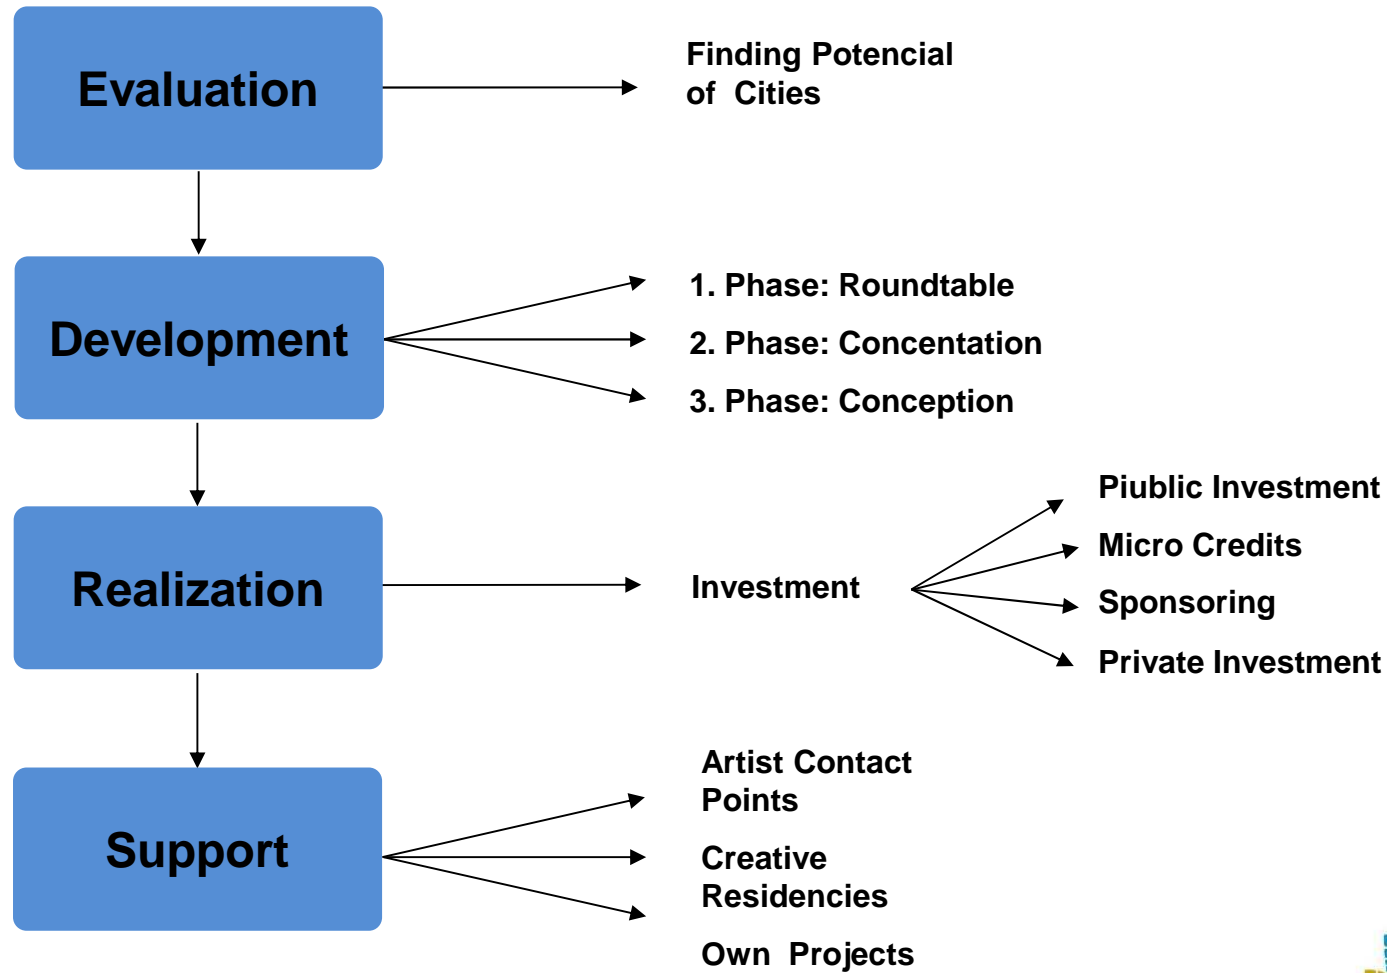 Evaluation
Finding Potencial
of Cities
Development
1. Phase: Roundtable
2. Phase: Concentation
3. Phase: Conception
Realization
Investment
Piublic Investment
Micro Credits
Sponsoring
Private Investment
Support
Artist Contact
Points
Creative
Residencies
Own Projects